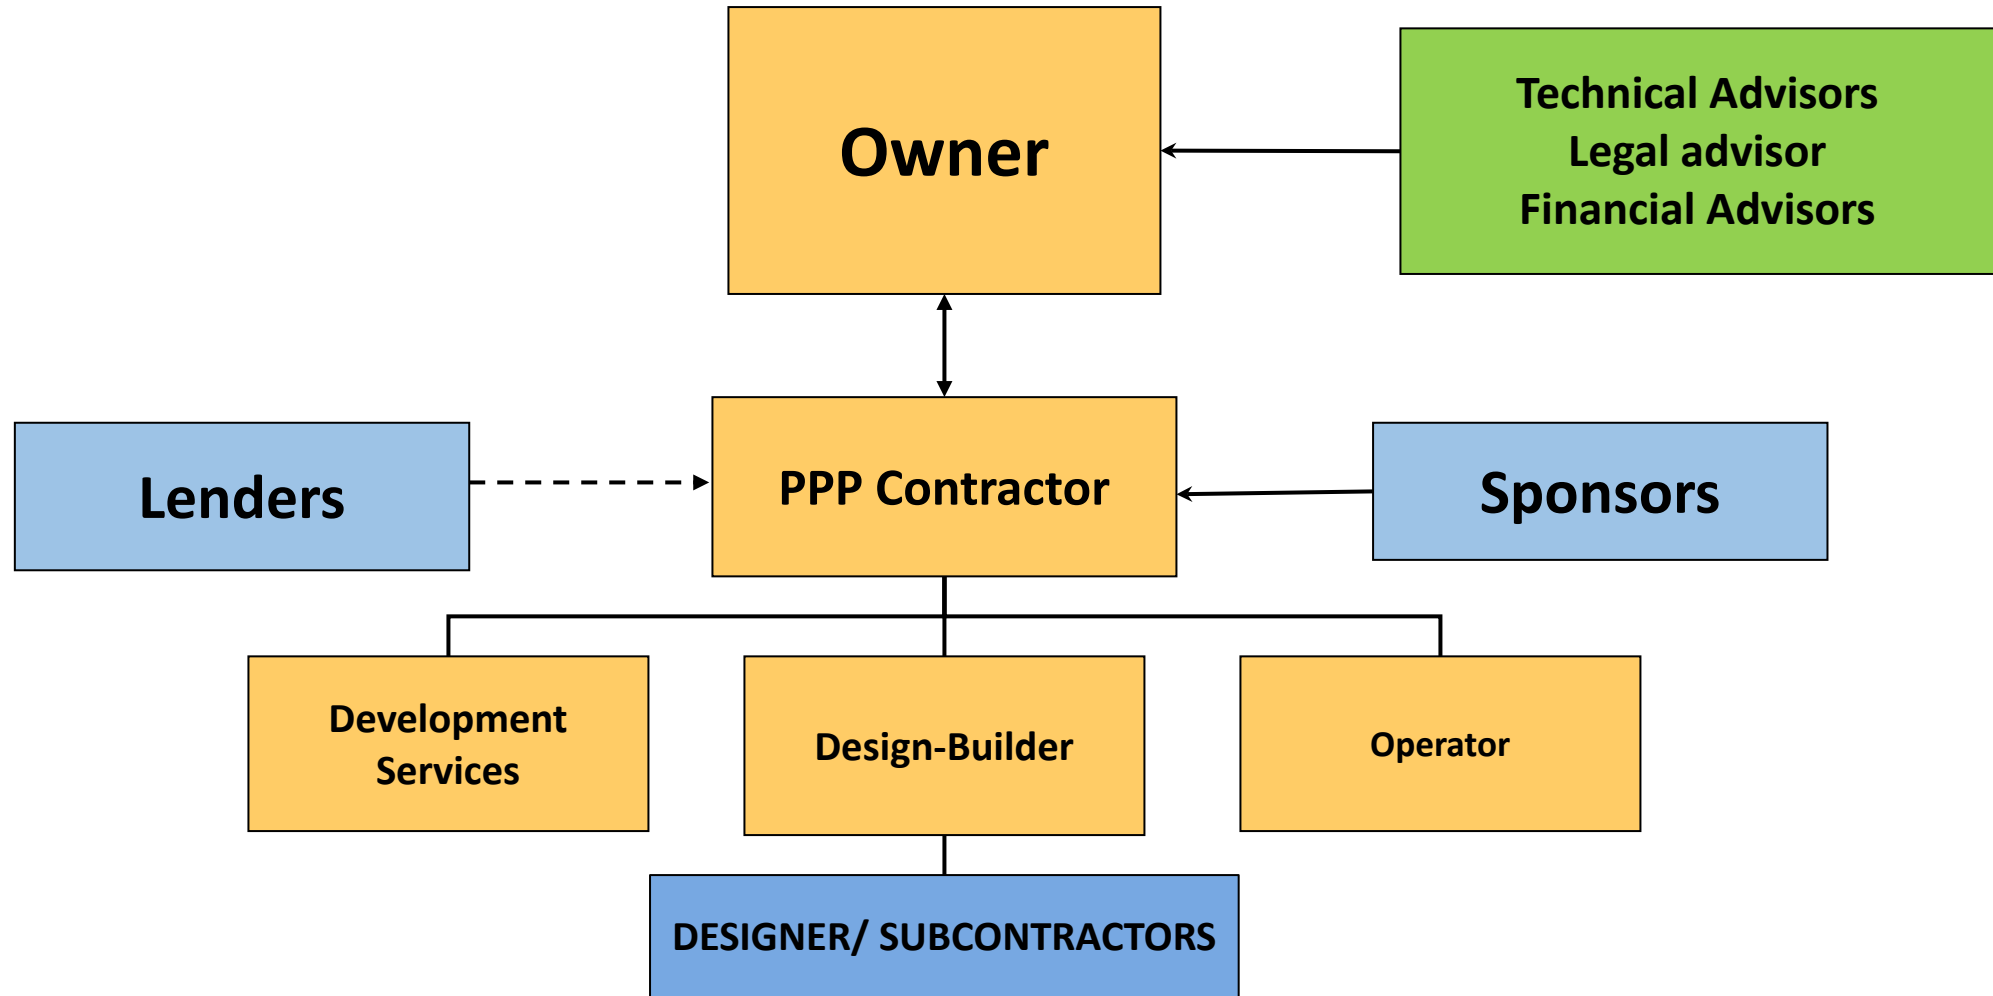 Owner
Technical Advisors
Legal advisor
Financial Advisors
Lenders
PPP Contractor
Sponsors
Development
Services
Design-Builder
Operator
DESIGNER/ SUBCONTRACTORS